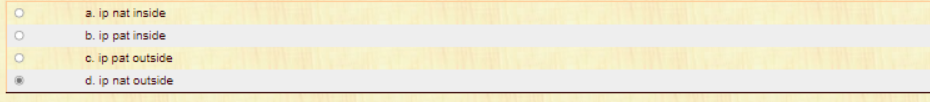 a. ip nat inside
b. ip pat inside
c. ip pat outside
d. ip nat outside